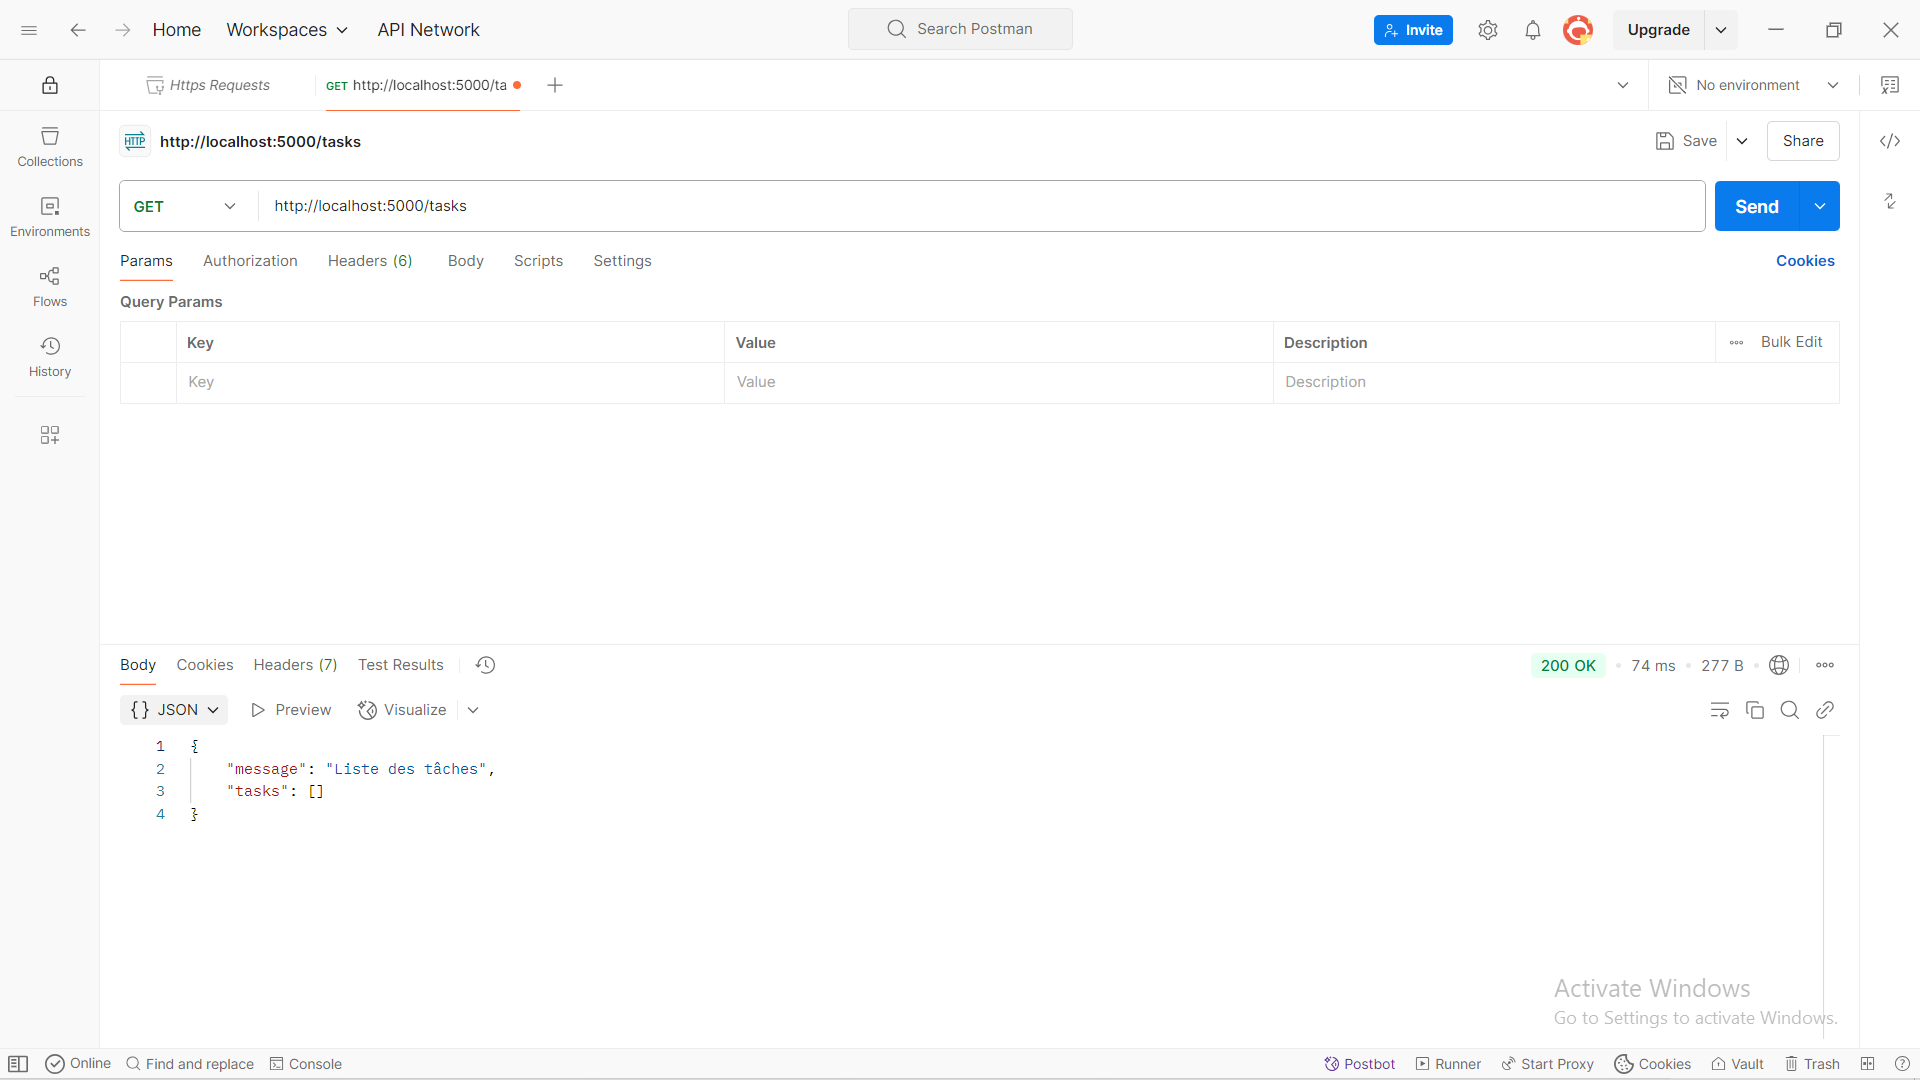 Home Workspaces API Network Search Postman Invite Upgrade
Https Requests GET http://localhost:5000/ta No environment
HTTP http://localhost:5000/tasks Save Share
Collections
GET http://localhost:5000/tasks Send
Environments
Params Authorization Headers (6) Body Scripts Settings Cookies
Flows
Query Params
Key Value Description Bulk Edit
History
Key Value Description
Body Cookies Headers (7) Test Results 200 OK 74 ms 277 B
{} JSON Preview Visualize
1 {
2 "message": "Liste des tâches",
3 "tasks": []
4 }
Activate Windows
Go to Settings to activate Windows.
Online Find and replace Console Postbot Runner Start Proxy Cookies Vault Trash